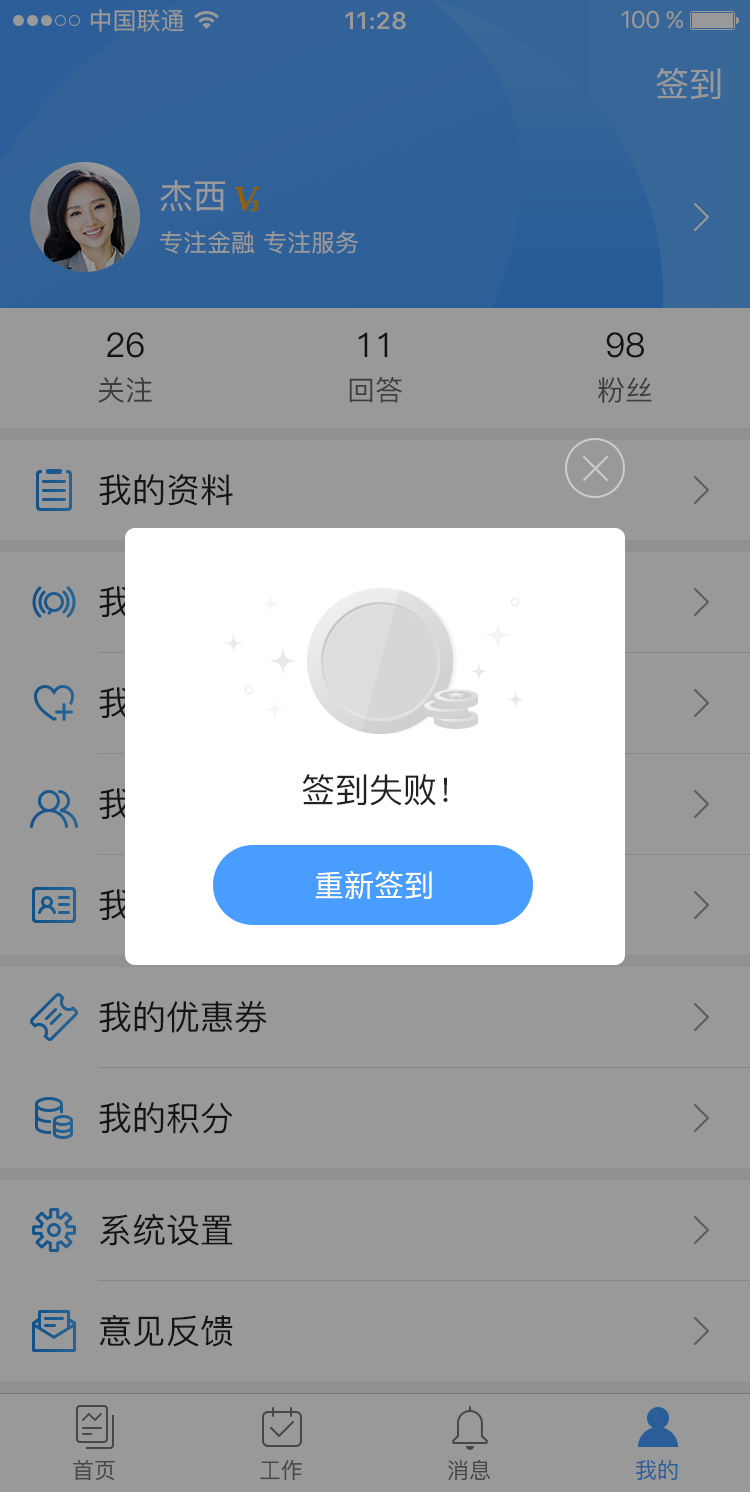 中国联通 11:28 100 %
签到
杰西 V3
专注金融 专注服务
26 11 98
关注 回答 粉丝
我的资料
我
我
签到失败！
我
重新签到
我
我的优惠券
我的积分
系统设置
意见反馈
首页 工作 消息 我的